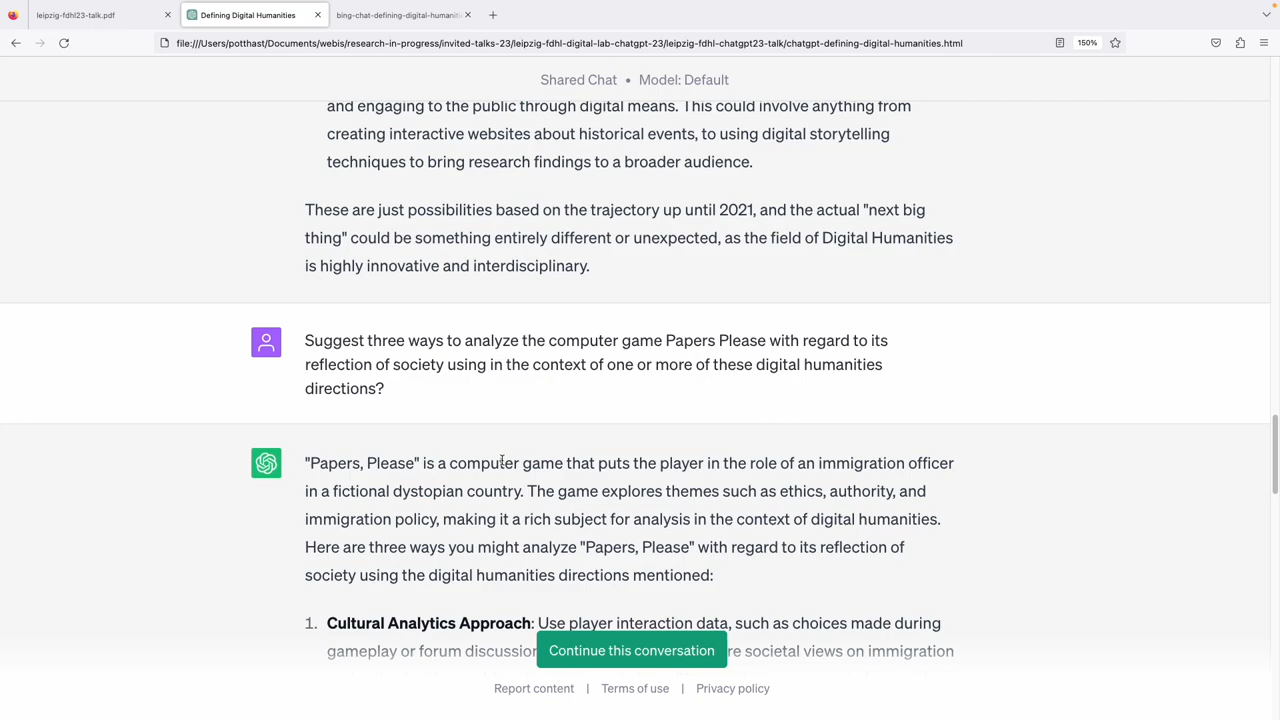 leipzig-fdhl23-talk.pdf
Defining Digital Humanities
bing-chat-defining-digital-humaniti
file:///Users/potthast/Documents/webis/research-in-progress/invited-talks-23/leipzig-fdhl-digital-lab-chatgpt-23/leipzig-fdhl-chatgpt23-talk/chatgpt-defining-digital-humanities.html
150%
Shared Chat • Model: Default
and engaging to the public through digital means. This could involve anything from
creating interactive websites about historical events, to using digital storytelling
techniques to bring research findings to a broader audience.
These are just possibilities based on the trajectory up until 2021, and the actual "next big
thing" could be something entirely different or unexpected, as the field of Digital Humanities
is highly innovative and interdisciplinary.
Suggest three ways to analyze the computer game Papers Please with regard to its
reflection of society using in the context of one or more of these digital humanities
directions?
"Papers, Please" is a computer game that puts the player in the role of an immigration officer
in a fictional dystopian country. The game explores themes such as ethics, authority, and
immigration policy, making it a rich subject for analysis in the context of digital humanities.
Here are three ways you might analyze "Papers, Please" with regard to its reflection of
society using the digital humanities directions mentioned:
1. Cultural Analytics Approach: Use player interaction data, such as choices made during
gameplay or forum discussion
Continue this conversation
re societal views on immigration
Report content | Terms of use | Privacy policy